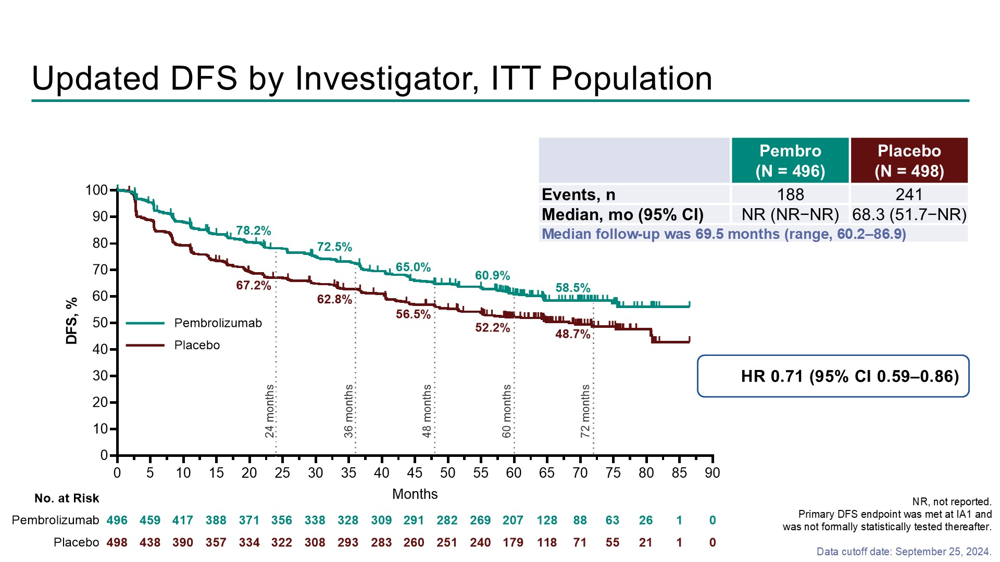 Updated DFS by Investigator, ITT Population
Pembro
(N = 496)
Placebo
(N = 498)
Events, n 188 241
Median, mo (95% CI) NR (NR−NR) 68.3 (51.7−NR)
Median follow-up was 69.5 months (range, 60.2–86.9)
DFS, %
100
90
80
70
60
50
40
30
20
10
0
78.2%
72.5%
65.0%
60.9%
58.5%
67.2%
62.8%
56.5%
52.2%
48.7%
Pembrolizumab
Placebo
24 months
36 months
48 months
60 months
72 months
HR 0.71 (95% CI 0.59–0.86)
0 5 10 15 20 25 30 35 40 45 50 55 60 65 70 75 80 85 90
Months
No. at Risk
Pembrolizumab 496 459 417 388 371 356 338 328 309 291 282 269 207 128 88 63 26 1 0
Placebo 498 438 390 357 334 322 308 293 283 260 251 240 179 118 71 55 21 1 0
NR, not reported.
Primary DFS endpoint was met at IA1 and
was not formally statistically tested thereafter.
Data cutoff date: September 25, 2024.